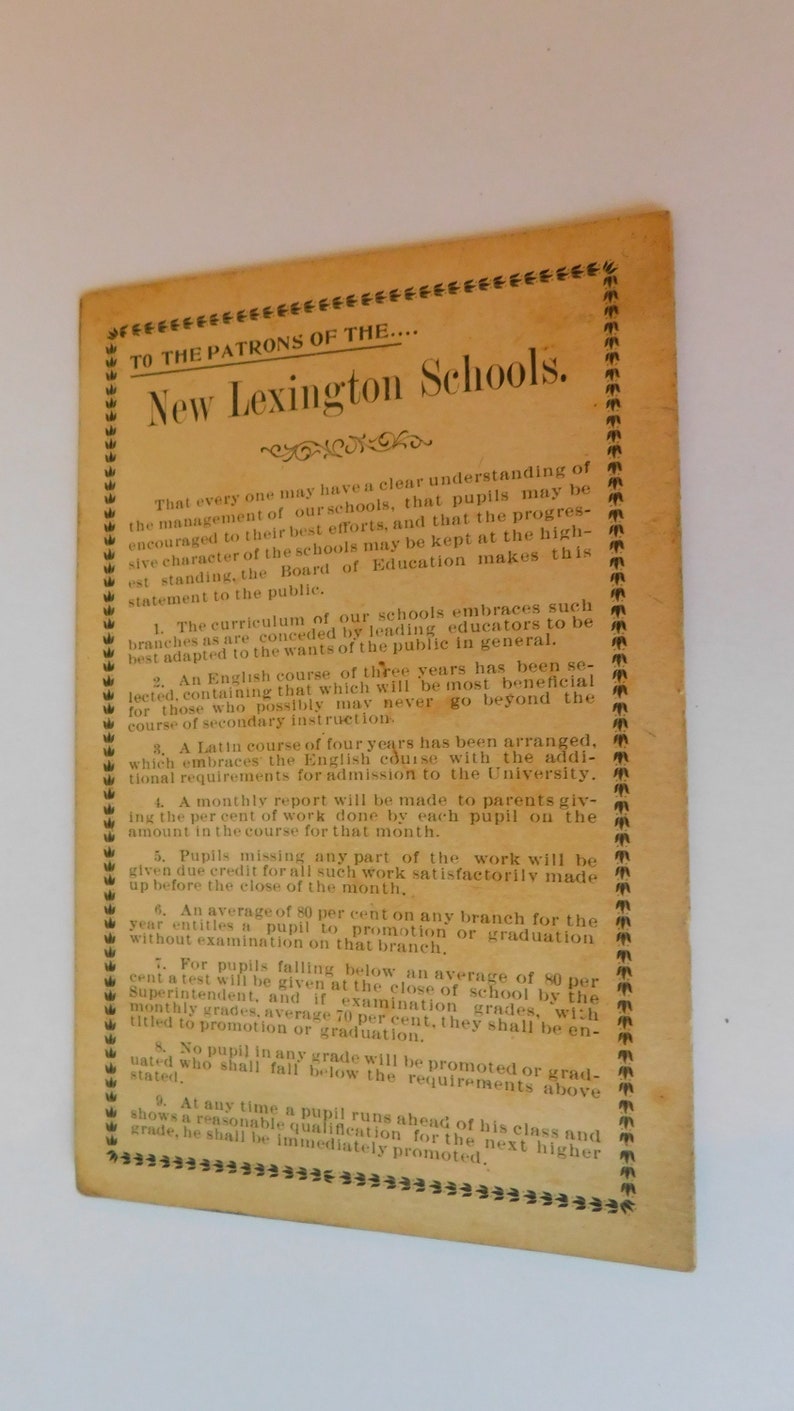 TO THE PATRONS OF THE....
New Lexington Schools.
That every one may have a clear understanding of
the management of our schools, that pupils may be
encouraged to their best efforts, and that the progres-
sive character of the schools may be kept at the high-
est standing, the Board of Education makes this
statement to the public.
1. The curriculum of our schools embraces such
branches as are conceded by leading educators to be
best adapted to the wants of the public in general.
2. An English course of three years has been se-
lected, containing that which will be most beneficial
for those who possibly may never go beyond the
course of secondary instruction.
3. A Latin course of four years has been arranged,
which embraces the English course with the addi-
tional requirements for admission to the University.
4. A monthly report will be made to parents giv-
ing the per cent of work done by each pupil on the
amount in the course for that month.
5. Pupils missing any part of the work will be
given due credit for all such work satisfactorily made
up before the close of the month.
6. An average of 80 per cent on any branch for the
year entitles a pupil to promotion or graduation
without examination on that branch.
7. For pupils falling below an average of 80 per
cent a test will be given at the close of school by the
Superintendent, and if examination grades, with
monthly grades, average 70 per cent, they shall be en-
titled to promotion or graduation.
8. No pupil in any grade will be promoted or grad-
uated who shall fall below the requirements above
stated.
9. At any time a pupil runs ahead of his class and
shows a reasonable qualification for the next higher
grade, he shall be immediately promoted.